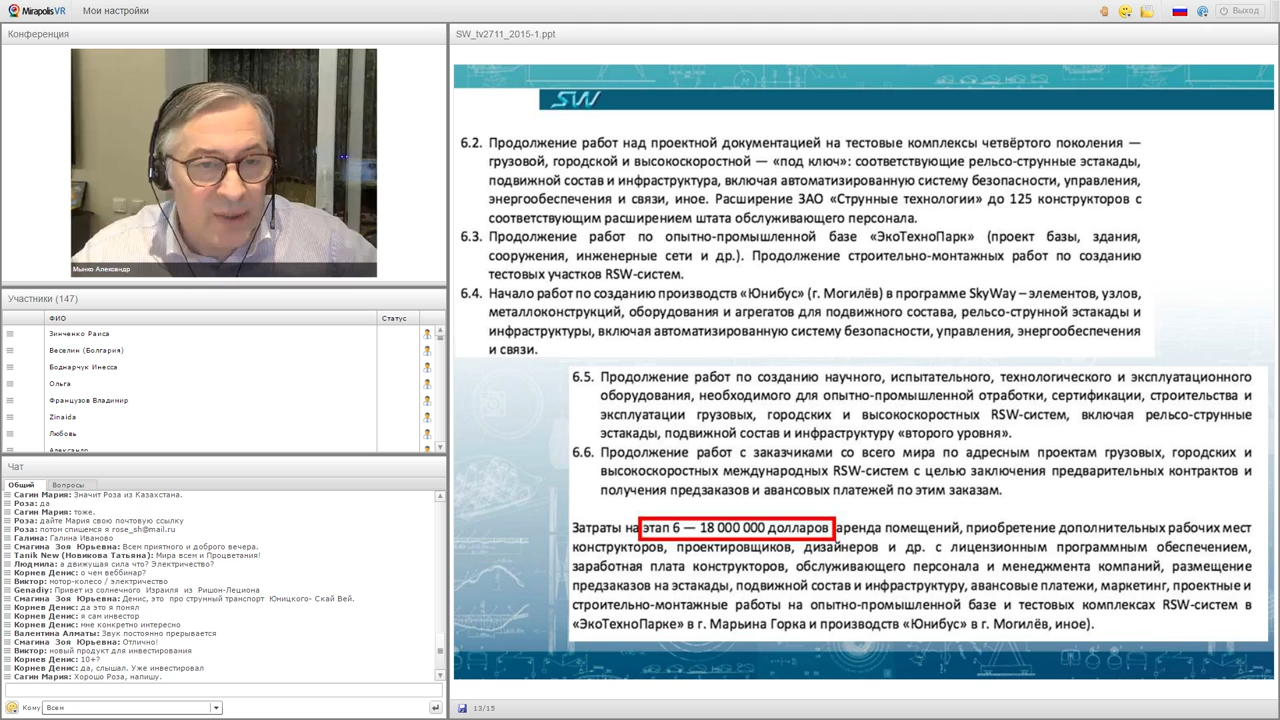 Mirapolis VR
Мои настройки
Выход
Конференция
Мынко Александр
Участники (147)
ФИО
Статус
Зинченко Раиса
Веселин (Болгария)
Боднарчук Инесса
Ольга
Французов Владимир
Zinaida
Любовь
Александр
Чат
Общий
Вопросы
Сагин Мария: Значит Роза из Казахстана.
Роза: да
Сагин Мария: тоже.
Роза: дайте Мария свою почтовую ссылку
Роза: потом спишемся я rose_sh@mail.ru
Галина: Галина Иваново
Смагина Зоя Юрьевна: Всем приятного и доброго вечера.
Tanik New (Новикова Татьяна): Мира всем и Процветания!
Людмила: а движущая сила что? Электричество?
Корнев Денис: о чем веббинар?
Виктор: мотор-колесо / электричество
Genadiy: Привет из солнечного Израиля из Ришон-Лециона
Смагина Зоя Юрьевна: Денис, это про струнный транспорт Юницкого- Скай Вей.
Корнев Денис: да это я понял
Корнев Денис: я сам инвестор
Корнев Денис: мне конкретно интересно
Валентина Алматы: Звук постоянно прерывается
Смагина Зоя Юрьевна: Отлично!
Виктор: новый продукт для инвестирования
Корнев Денис: 10+?
Корнев Денис: да, слышал. Уже инвестировал
Сагин Мария: Хорошо Роза, напишу.
Кому
Всем
SW_tv2711_2015-1.ppt
SW
6.2. Продолжение работ над проектной документацией на тестовые комплексы четвёртого поколения —
грузовой, городской и высокоскоростной — «под ключ»: соответствующие рельсо-струнные эстакады,
подвижной состав и инфраструктура, включая автоматизированную систему безопасности, управления,
энергообеспечения и связи, иное. Расширение ЗАО «Струнные технологии» до 125 конструкторов с
соответствующим расширением штата обслуживающего персонала.
6.3. Продолжение работ по опытно-промышленной базе «ЭкоТехноПарк» (проект базы, здания,
сооружения, инженерные сети и др.). Продолжение строительно-монтажных работ по созданию
тестовых участков RSW-систем.
6.4. Начало работ по созданию производств «Юнибус» (г. Могилёв) в программе SkyWay – элементов, узлов,
металлоконструкций, оборудования и агрегатов для подвижного состава, рельсо-струнной эстакады и
инфраструктуры, включая автоматизированную систему безопасности, управления, энергообеспечения
и связи.
6.5. Продолжение работ по созданию научного, испытательного, технологического и эксплуатационного
оборудования, необходимого для опытно-промышленной отработки, сертификации, строительства и
эксплуатации грузовых, городских и высокоскоростных RSW-систем, включая рельсо-струнные
эстакады, подвижной состав и инфраструктуру «второго уровня».
6.6. Продолжение работ с заказчиками со всего мира по адресным проектам грузовых, городских и
высокоскоростных международных RSW-систем с целью заключения предварительных контрактов и
получения предзаказов и авансовых платежей по этим заказам.
Затраты на этап 6 — 18 000 000 долларов аренда помещений, приобретение дополнительных рабочих мест
конструкторов, проектировщиков, дизайнеров и др. с лицензионным программным обеспечением,
заработная плата конструкторов, обслуживающего персонала и менеджмента компаний, размещение
предзаказов на эстакады, подвижной состав и инфраструктуру, авансовые платежи, маркетинг, проектные и
строительно-монтажные работы на опытно-промышленной базе и тестовых комплексах RSW-систем в
«ЭкоТехноПарке» в г. Марьина Горка и производств «Юнибус» в г. Могилёв, иное).
13/15